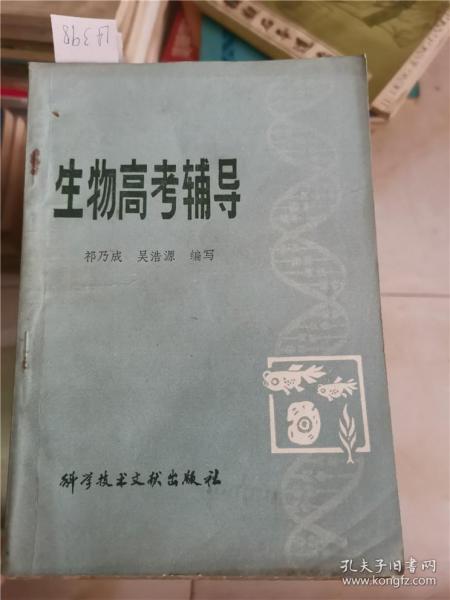 LA398
生物高考辅导
祁乃成 吴浩源 编写
科学技术文献出版社
孔夫子旧书网
www.kongfz.com